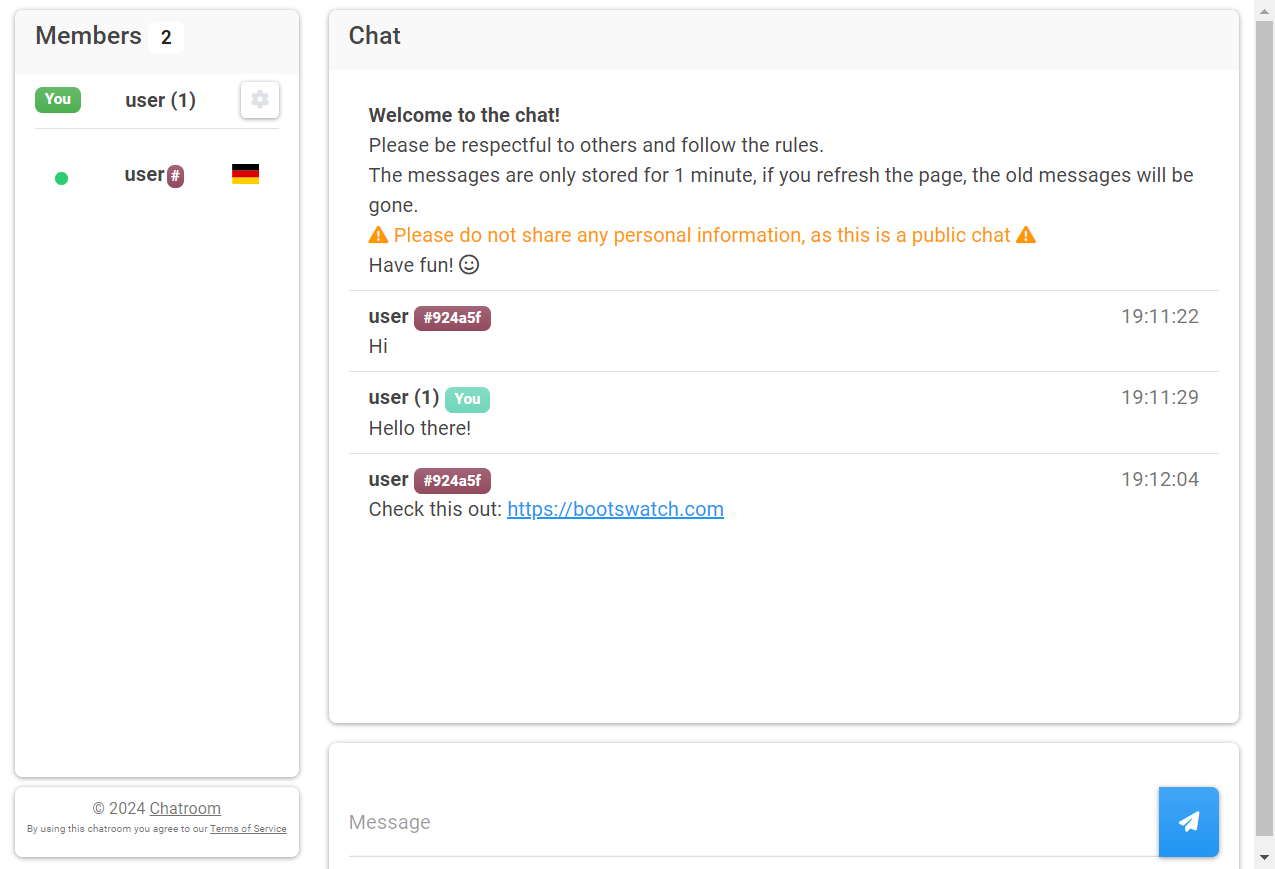 Members 2
You user (1)
user #
© 2024 Chatroom
By using this chatroom you agree to our Terms of Service
Chat
Welcome to the chat!
Please be respectful to others and follow the rules.
The messages are only stored for 1 minute, if you refresh the page, the old messages will be
gone.
Please do not share any personal information, as this is a public chat
Have fun!
user #924a5f 19:11:22
Hi
user (1) You 19:11:29
Hello there!
user #924a5f 19:12:04
Check this out: https://bootswatch.com
Message